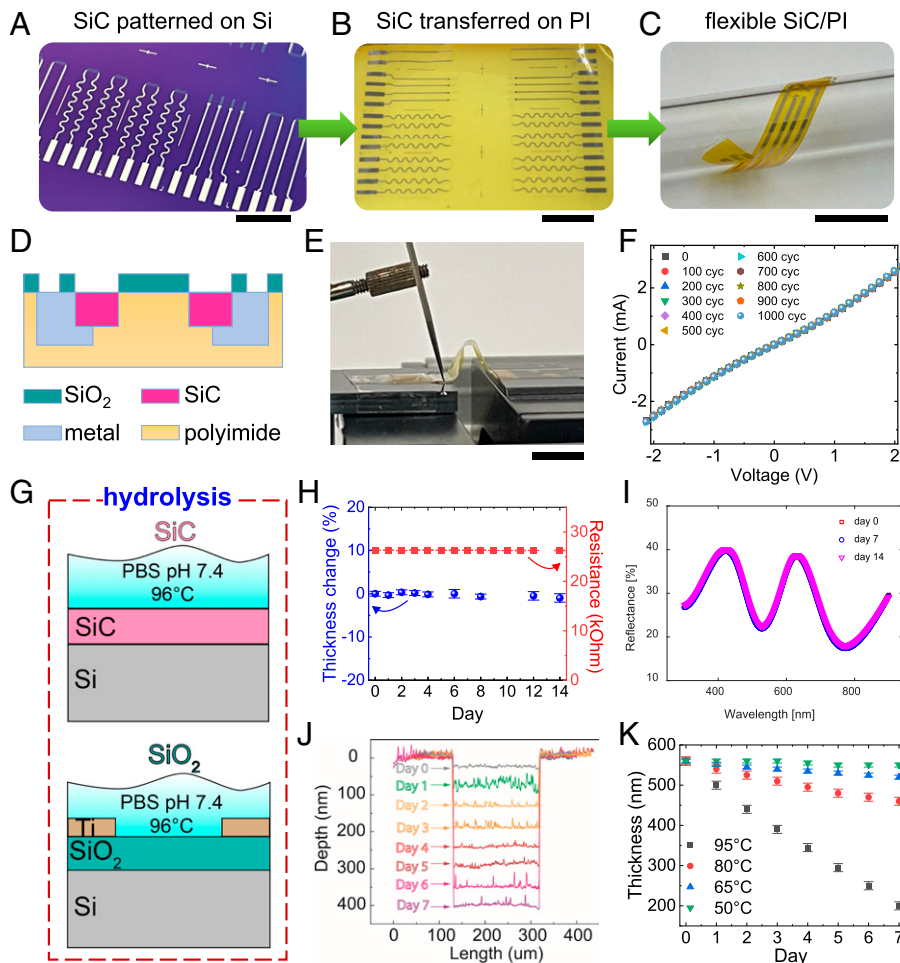 A SiC patterned on Si
B SiC transferred on PI
C flexible SiC/PI
D
SiO2 SiC
metal polyimide
E
F
0 600 cyc
100 cyc 700 cyc
200 cyc 800 cyc
300 cyc 900 cyc
400 cyc 1000 cyc
500 cyc
Current (mA)
2
0
-2
-2 -1 0 1 2
Voltage (V)
G
hydrolysis
SiC
PBS pH 7.4
96°C
SiC
Si
SiO2
PBS pH 7.4
Ti 96°C
SiO2
Si
H
Thickness change (%)
20
10
0
-10
-20
Resistance (kOhm)
30
20
10
0
0 2 4 6 8 10 12 14
Day
I
day 0
day 7
day 14
Reflectance [%]
50
40
30
20
10
400 600 800
Wavelength [nm]
J
Depth (nm)
0
100
200
300
400
Day 0
Day 1
Day 2
Day 3
Day 4
Day 5
Day 6
Day 7
0 100 200 300 400
Length (um)
K
Thickness (nm)
600
500
400
300
200
95°C
80°C
65°C
50°C
0 1 2 3 4 5 6 7
Day